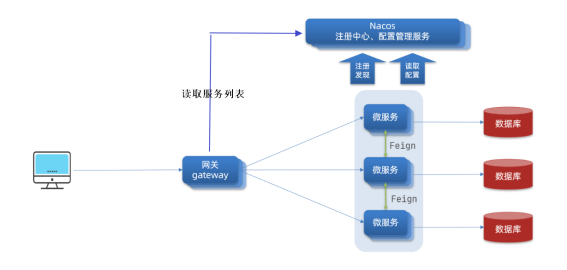 Nacos
注册中心、配置管理服务
注册
发现
读取
配置
读取服务列表
微服务
数据库
Feign
网关
gateway
微服务
数据库
Feign
微服务
数据库